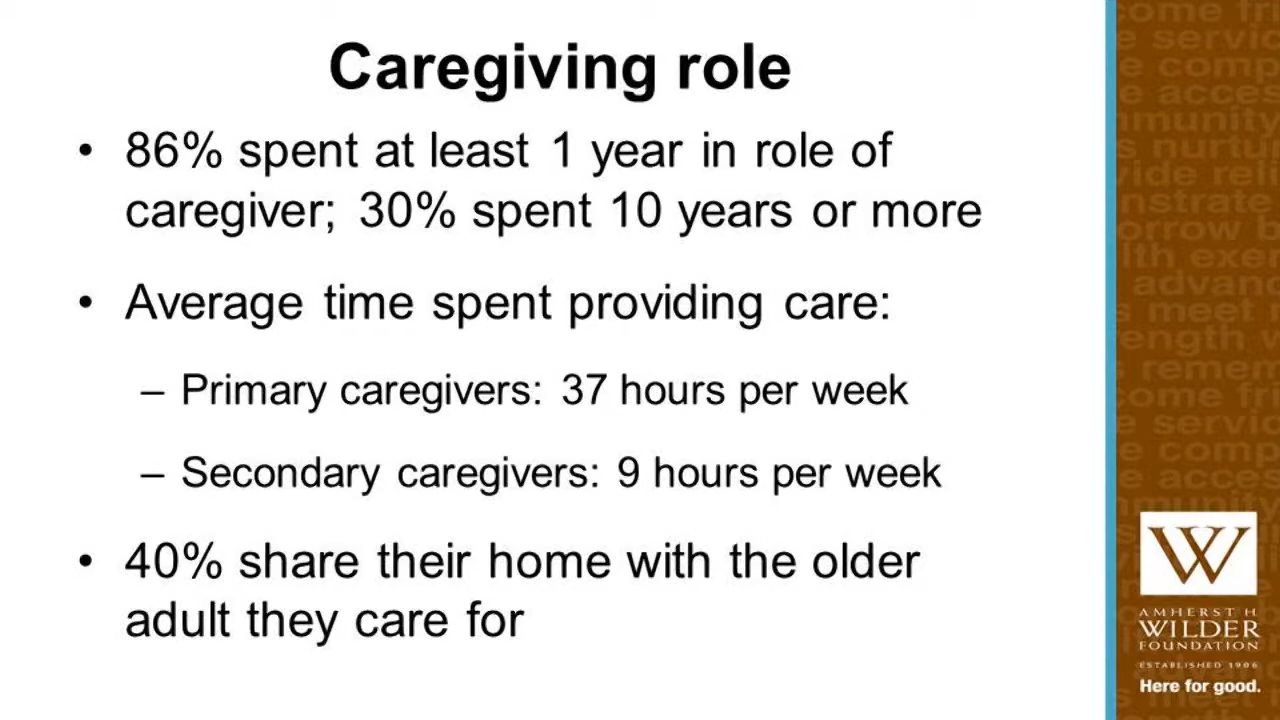 Caregiving role
• 86% spent at least 1 year in role of
caregiver; 30% spent 10 years or more
• Average time spent providing care:
– Primary caregivers: 37 hours per week
– Secondary caregivers: 9 hours per week
• 40% share their home with the older
adult they care for
W
AMHERST H
WILDER
FOUNDATION
ESTABLISHED 1906
Here for good.